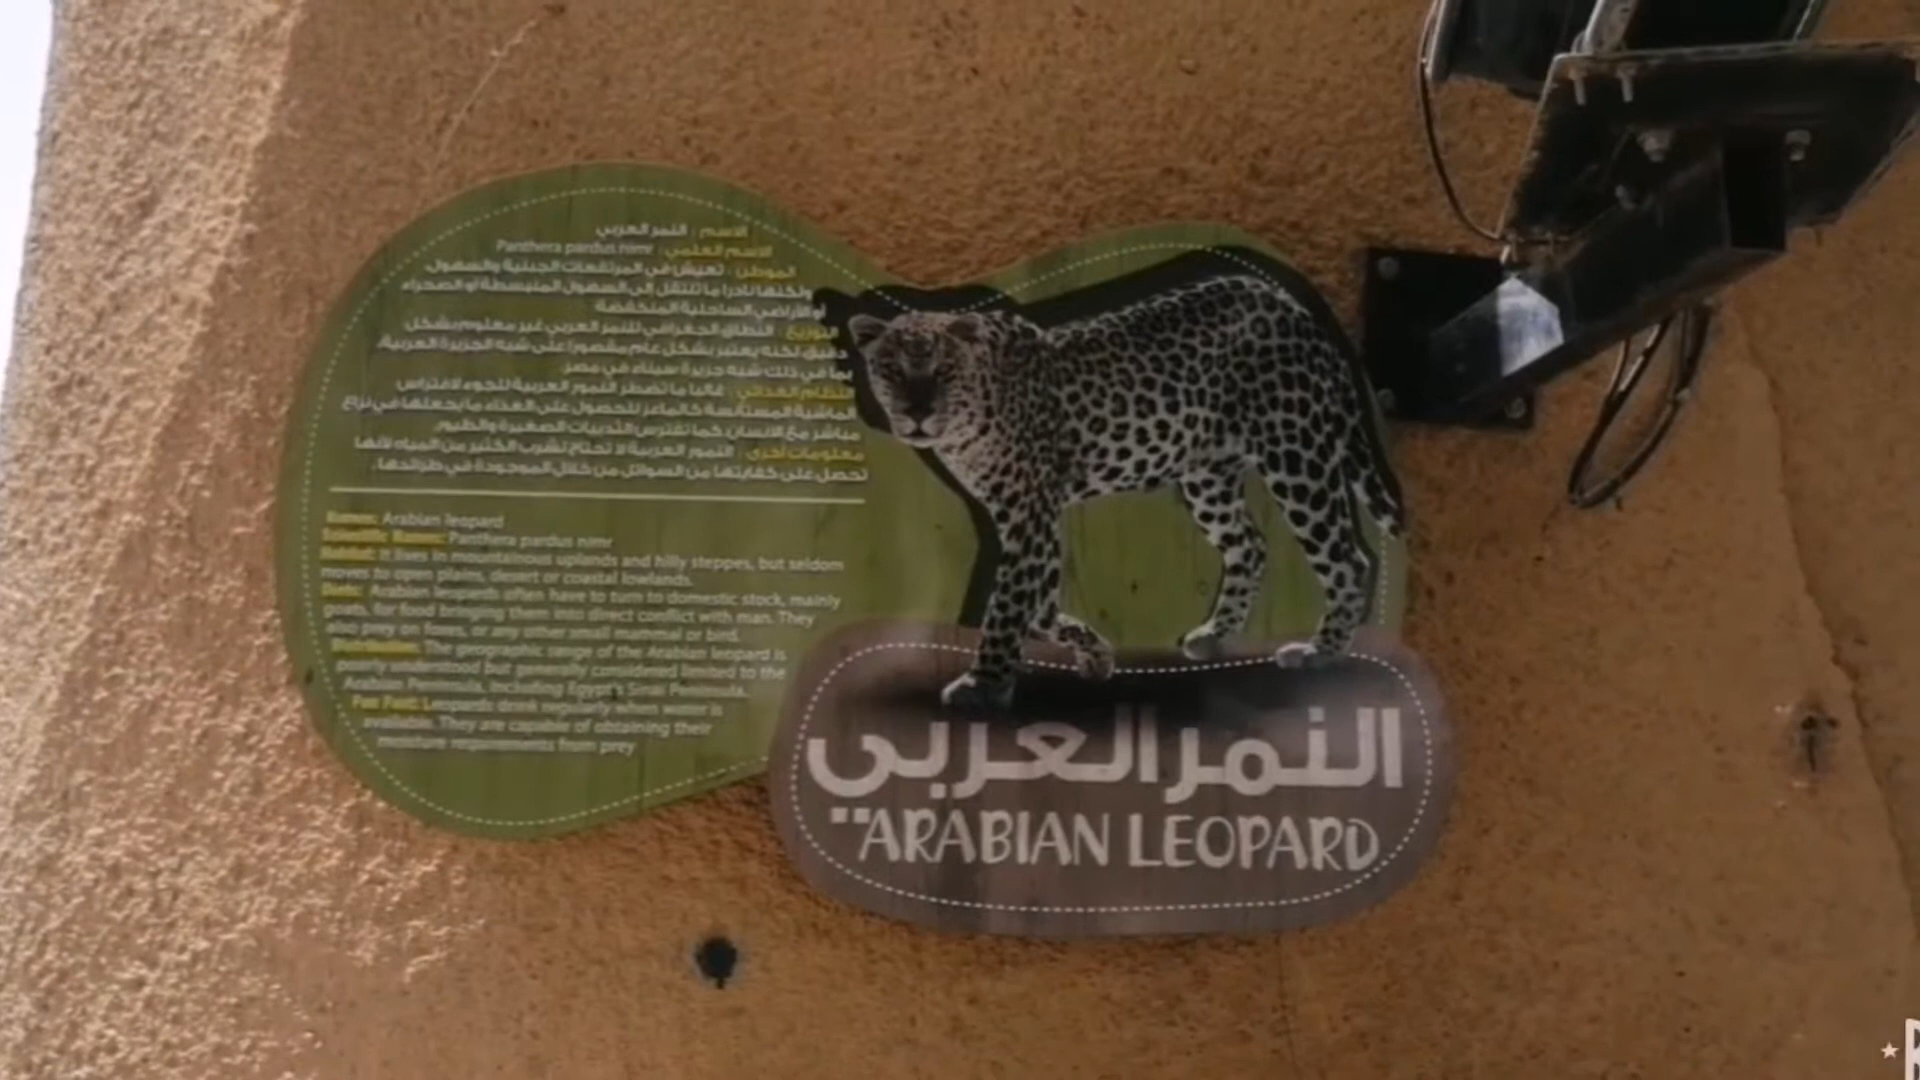 الاسم : النمر العربي
الاسم العلمي : Panthera pardus nimr
الموطن : تعيش في المرتفعات الجبلية والسهول،
ولكنها نادرا ما تنتقل إلى السهول المنبسطة أو الصحراء
أو الأراضي الساحلية المنخفضة
التوزيع : النطاق الجغرافي للنمر العربي غير معلوم بشكل
دقيق لكنه يعتبر بشكل عام مقصورا على شبه الجزيرة العربية،
بما في ذلك شبه جزيرة سيناء في مصر.
النظام الغذائي : غالبا ما تضطر النمور العربية للجوء لافتراس
الماشية المستأنسة كالماعز للحصول على الغذاء ما يجعلها في نزاع
مباشر مع الانسان، كما تفترس الثدييات الصغيرة والطيور.
معلومات أخرى : النمور العربية لا تحتاج لشرب الكثير من المياه لأنها
تحصل على كفايتها من السوائل من خلال الموجودة في طرائدها.
Names: Arabian leopard
Scientific Names: Panthera pardus nimr
Habitat: It lives in mountainous uplands and hilly steppes, but seldom
moves to open plains, desert or coastal lowlands.
Diets: Arabian leopards often have to turn to domestic stock, mainly
goats, for food bringing them into direct conflict with man. They
also prey on foxes, or any other small mammal or bird.
Distribution: The geographic range of the Arabian leopard is
poorly understood but generally considered limited to the
Arabian Peninsula, including Egypt's Sinai Peninsula.
Fun Fact: Leopards drink regularly when water is
available. They are capable of obtaining their
moisture requirements from prey
النمر العربي
ARABIAN LEOPARD